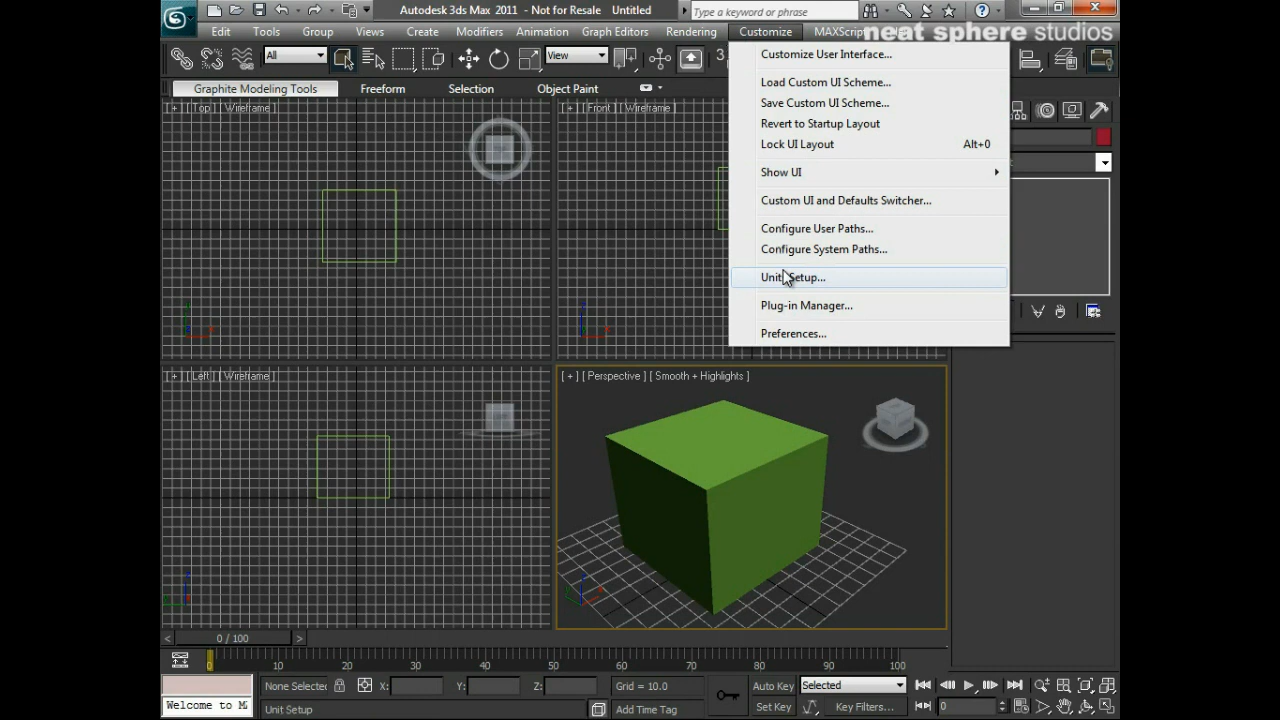 Autodesk 3ds Max 2011 - Not for Resale Untitled
Type a keyword or phrase
Edit Tools Group Views Create Modifiers Animation Graph Editors Rendering Customize MAXScript
neat sphere studios
All
View
3
Graphite Modeling Tools Freeform Selection Object Paint
Customize User Interface...
Load Custom UI Scheme...
Save Custom UI Scheme...
Revert to Startup Layout
Lock UI Layout Alt+0
Show UI
Custom UI and Defaults Switcher...
Configure User Paths...
Configure System Paths...
Units Setup...
Plug-in Manager...
Preferences...
[ + ] [ Top ] [ Wireframe ]
[ + ] [ Front ] [ Wireframe ]
[ + ] [ Left ] [ Wireframe ]
[ + ] [ Perspective ] [ Smooth + Highlights ]
< 0 / 100 >
0 10 20 30 40 50 60 70 80 90 100
None Selected X: Y: Z: Grid = 10.0 Auto Key Selected
Welcome to M
Unit Setup Add Time Tag Set Key Key Filters... 0